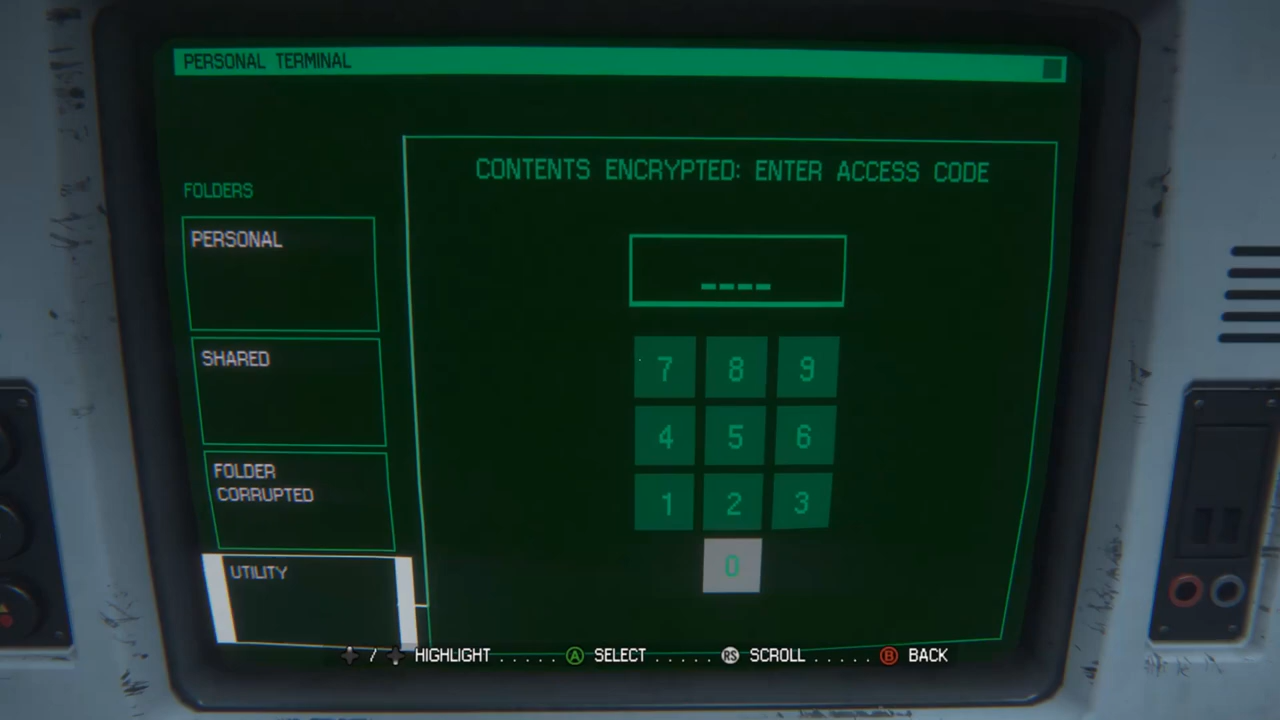 PERSONAL TERMINAL
FOLDERS
PERSONAL
SHARED
FOLDER
CORRUPTED
UTILITY
CONTENTS ENCRYPTED: ENTER ACCESS CODE
_ _ _ _
7 8 9
4 5 6
1 2 3
0
/ HIGHLIGHT ..... A SELECT ..... RS SCROLL ..... B BACK